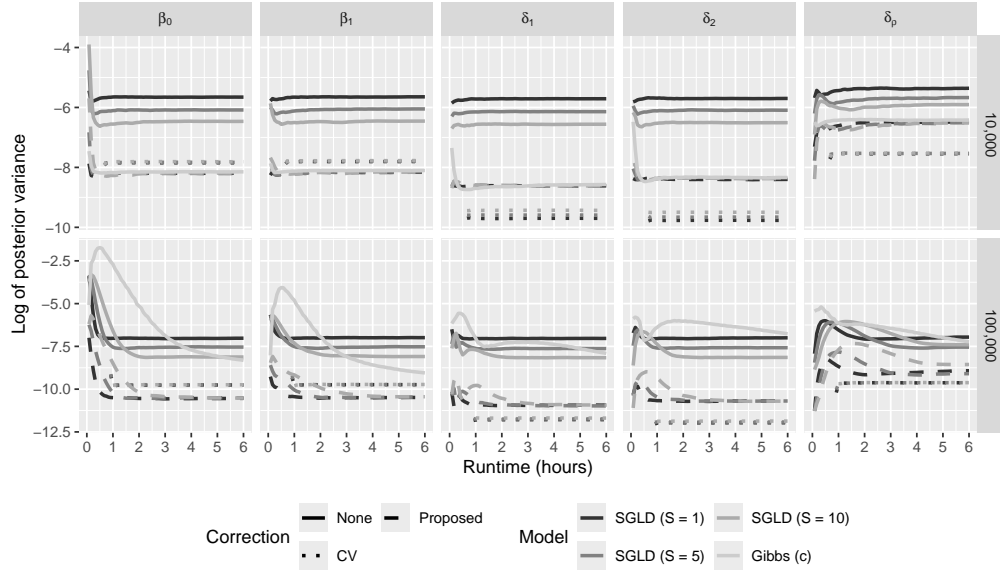 β₀ β₁ δ₁ δ₂ δᵨ
−4
−6
−8
−10
10,000
−2.5
−5.0
−7.5
−10.0
−12.5
100,000
Log of posterior variance
0 1 2 3 4 5 6 0 1 2 3 4 5 6 0 1 2 3 4 5 6 0 1 2 3 4 5 6 0 1 2 3 4 5 6
Runtime (hours)
Correction
None
Proposed
CV
Model
SGLD (S = 1)
SGLD (S = 10)
SGLD (S = 5)
Gibbs (c)